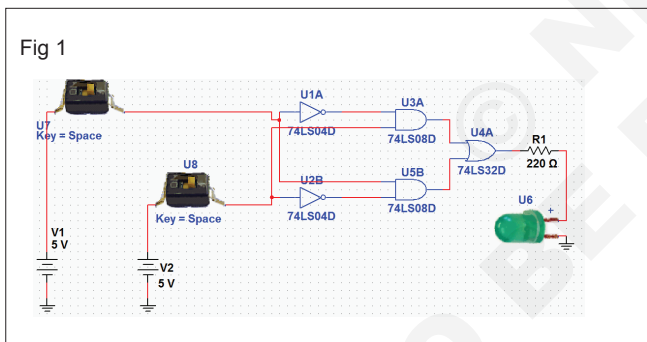 Fig 1
U1A
74LS04D
U3A
74LS08D
U4A
74LS32D
R1
220 Ω
U7
Key = Space
U8
Key = Space
U2B
74LS04D
U5B
74LS08D
U6
+
V1
5 V
V2
5 V
©
N
O BE